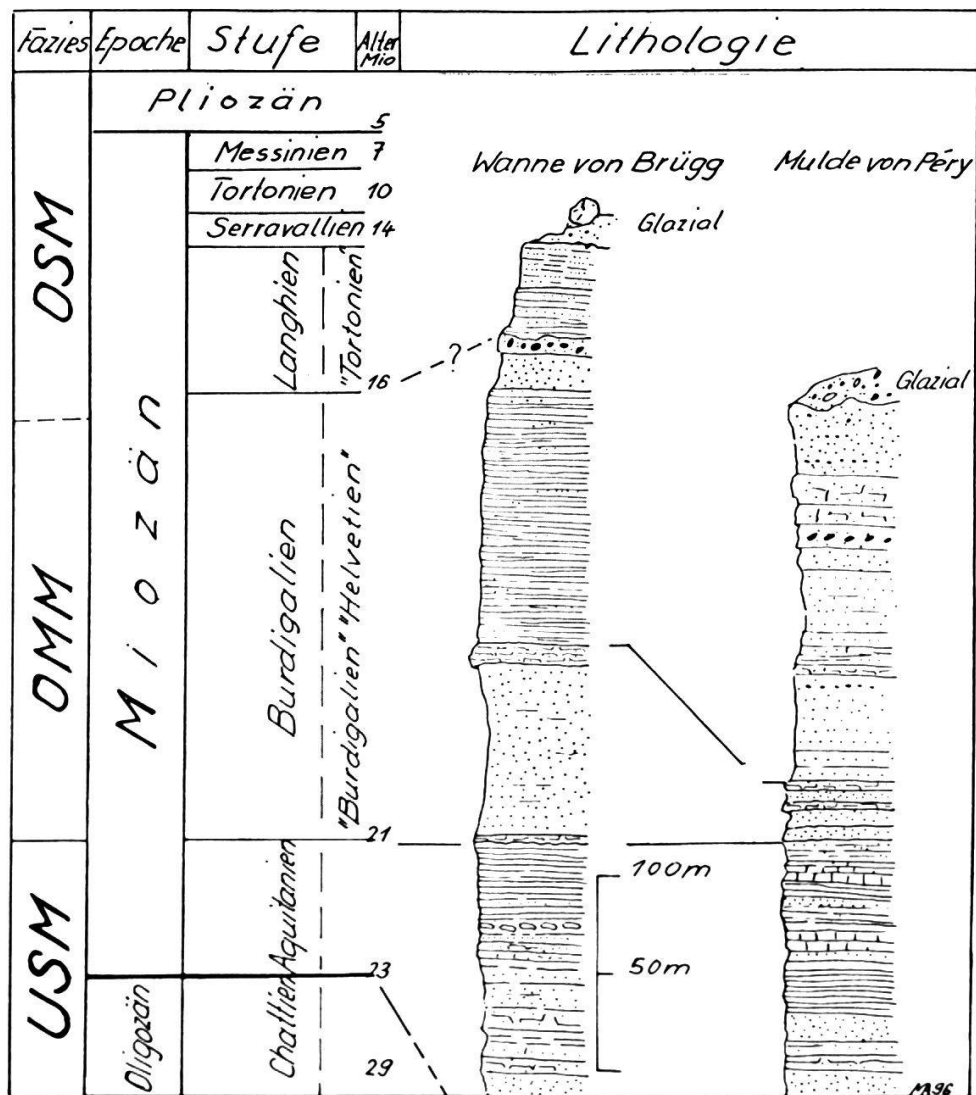 Fazies Epoche Stufe Alter Mio Lithologie
Pliozän
5
Messinien 7
Tortonien 10
Serravallien 14
Wanne von Brügg
Mulde von Péry
Glazial
Glazial
OSM
Langhien
"Tortonien"
16
?
Miozän
OMM
Burdigalien
"Burdigalien" "Helvetien"
21
USM
Aquitanien
100m
50m
23
Oligozän
Chattien
29
MA96